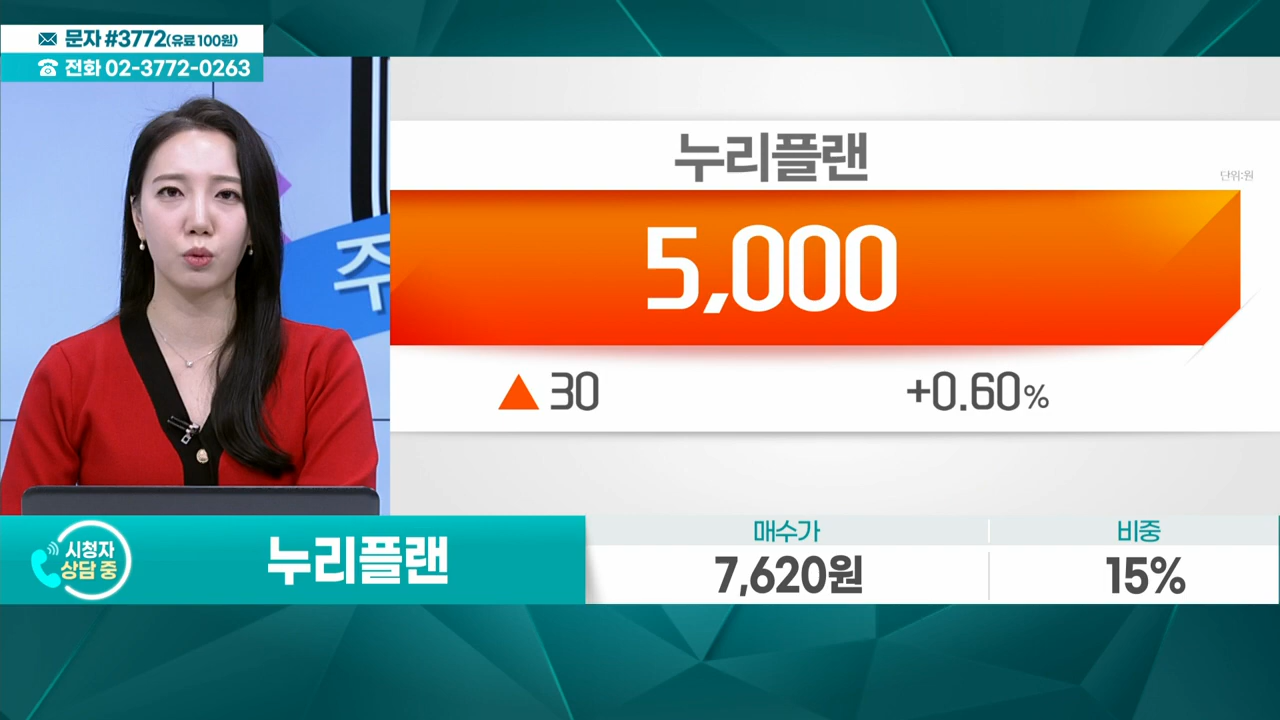 문자 #3772(유료 100원)
전화 02-3772-0263
주
누리플랜
단위:원
5,000
▲ 30 +0.60%
시청자
상담 중
누리플랜
매수가 비중
7,620원 15%